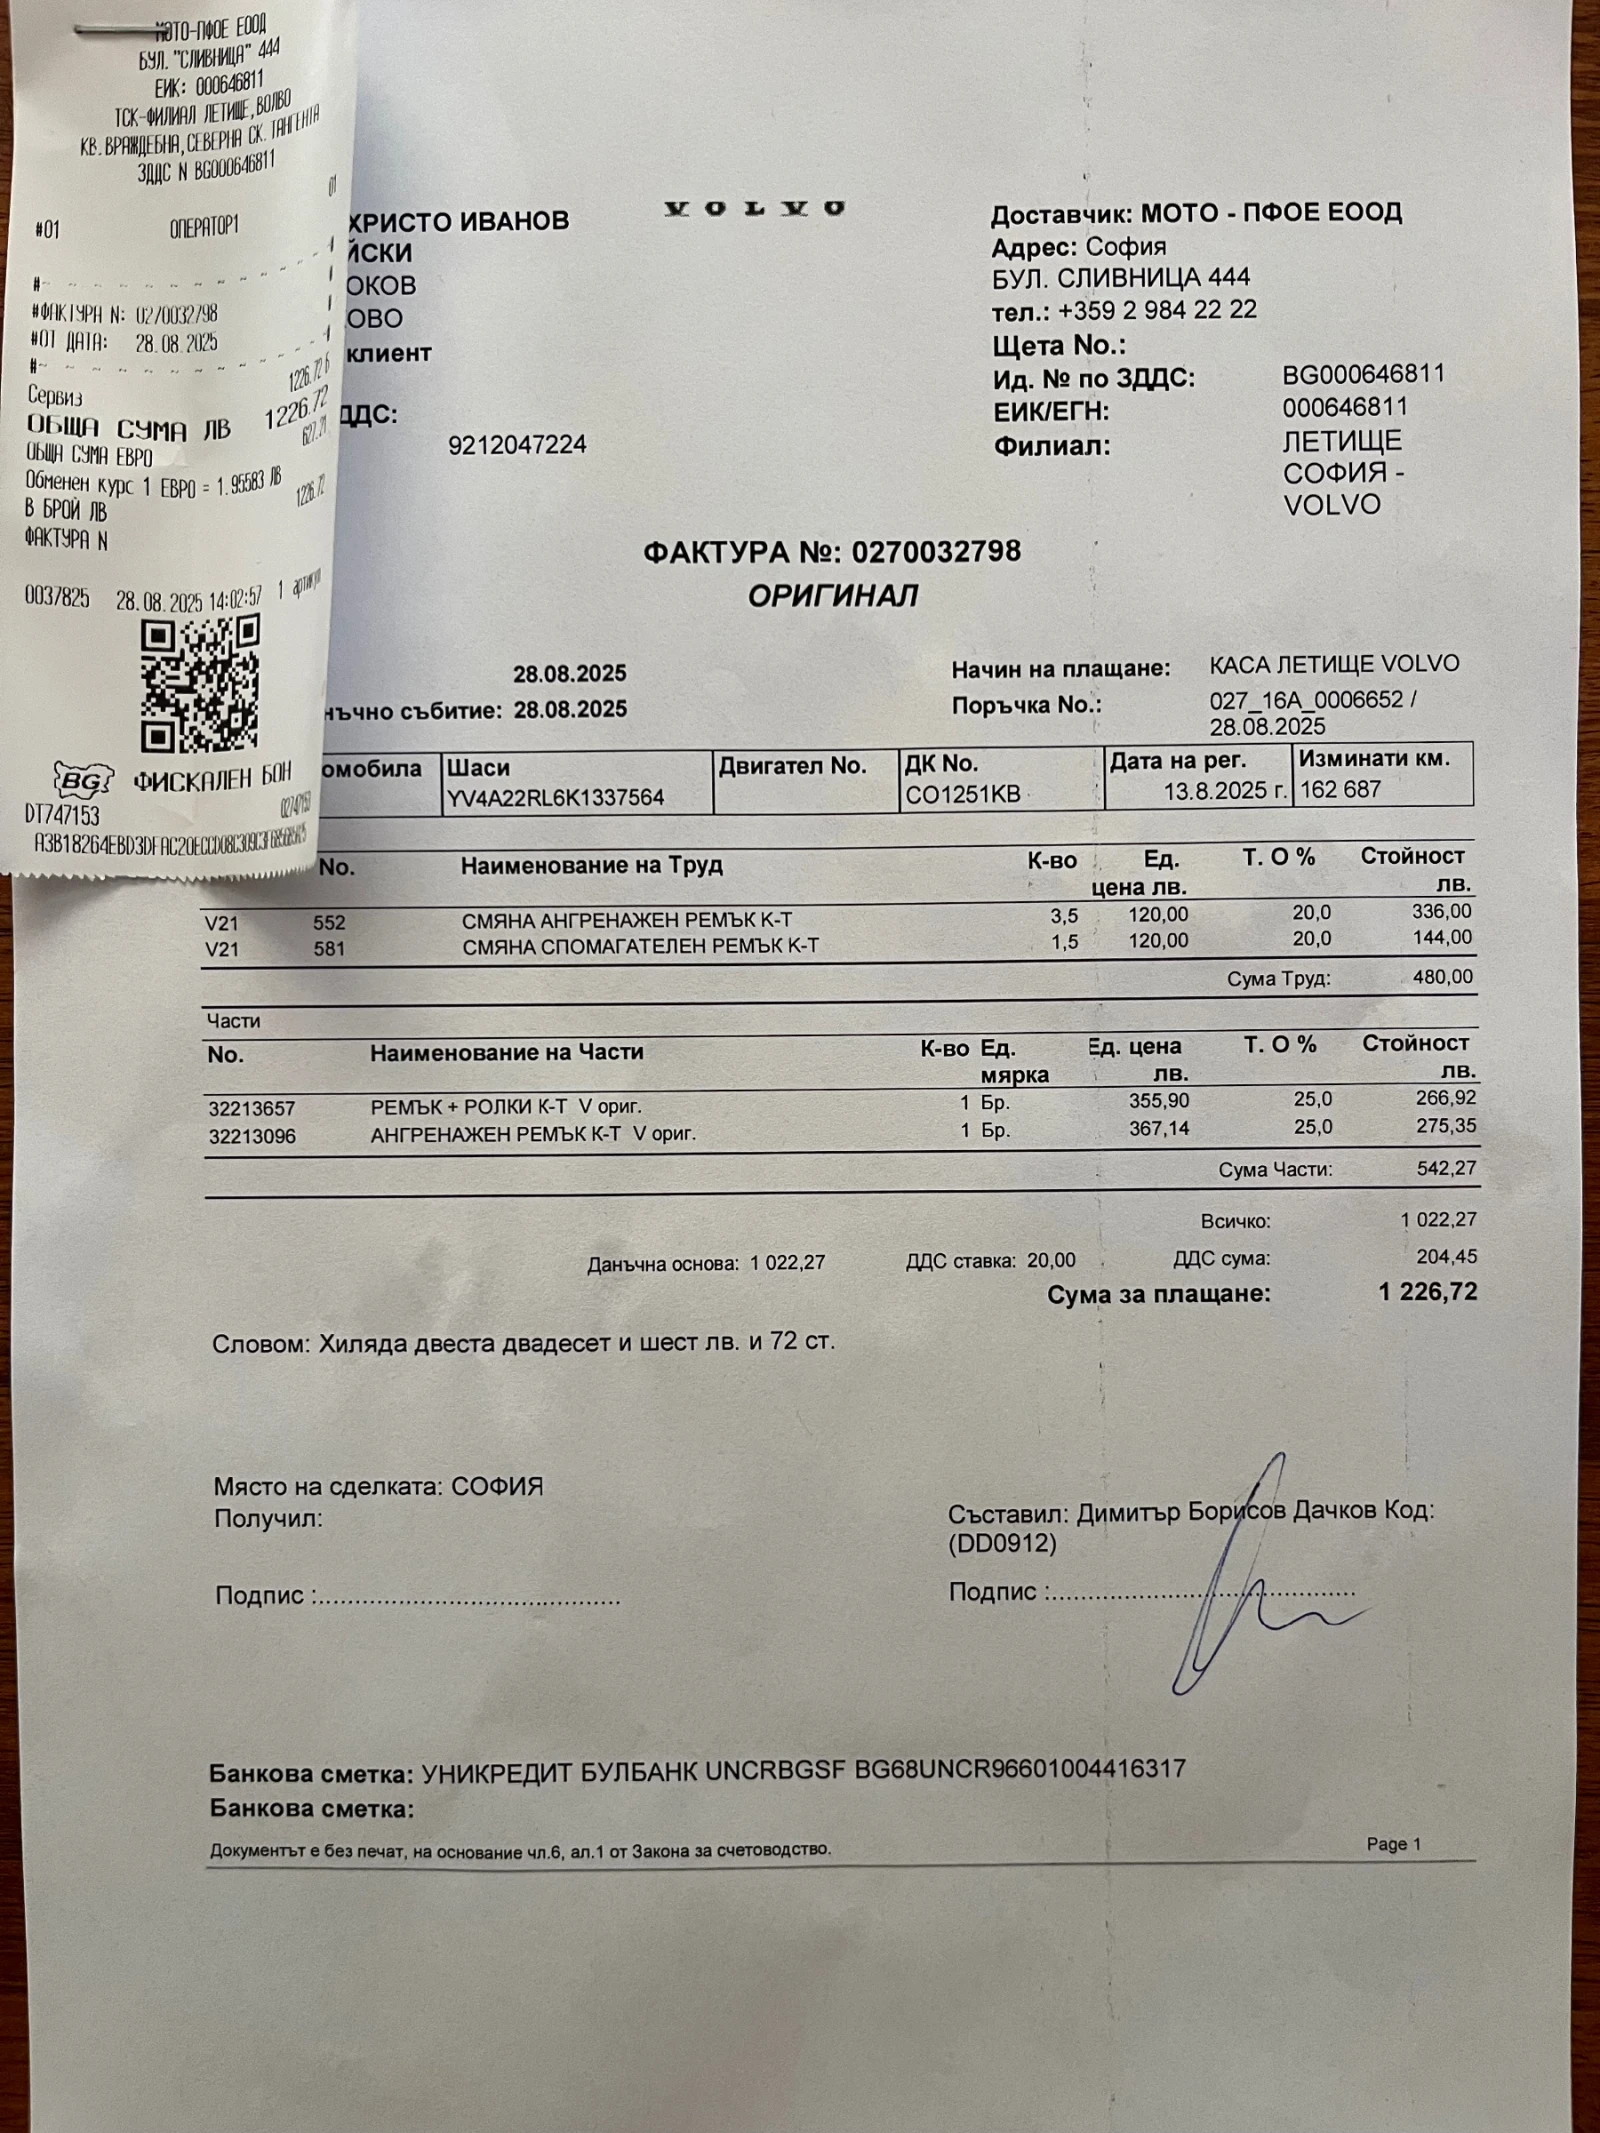 МОТО-ПФОЕ ЕООД
БУЛ. "СЛИВНИЦА" 444
ЕИК: 000646811
ТСК-ФИЛИАЛ ЛЕТИЩЕ,ВОЛВО
КВ.ВРАЖДЕБНА,СЕВЕРНА СК. ТАНГЕНТА
ЗДДС N BG000646811
01
#01 ОПЕРАТОР1
#ФАКТУРА N: 0270032798
#ОТ ДАТА: 28.08.2025
Сервиз 1226.72 Б
ОБЩА СУМА ЛВ 1226.72
ОБЩА СУМА ЕВРО 627.21
Обменен курс 1 ЕВРО = 1.95583 ЛВ
В БРОЙ ЛВ 1226.72
ФАКТУРА N
0037825 28.08.2025 14:02:57 1 артикул
BG ФИСКАЛЕН БОН
DT747153 02747153
ХРИСТО ИВАНОВ
ЙСКИ
ОКОВ
ОВО
клиент
ДДС:
9212047224
VOLVO
Доставчик: МОТО - ПФОЕ ЕООД
Адрес: София
БУЛ. СЛИВНИЦА 444
тел.: +359 2 984 22 22
Щета No.:
Ид. № по ЗДДС: BG000646811
ЕИК/ЕГН: 000646811
Филиал: ЛЕТИЩЕ
СОФИЯ -
VOLVO
ФАКТУРА №: 0270032798
ОРИГИНАЛ
28.08.2025
нъчно събитие: 28.08.2025
Начин на плащане: КАСА ЛЕТИЩЕ VOLVO
Поръчка No.: 027_16A_0006652 /
28.08.2025
омобила Шаси Двигател No. ДК No. Дата на рег. Изминати км.
YV4A22RL6K1337564 CO1251KB 13.8.2025 г. 162 687
No. Наименование на Труд К-во Ед. Т. О % Стойност
цена лв. лв.
V21 552 СМЯНА АНГРЕНАЖЕН РЕМЪК К-Т 3,5 120,00 20,0 336,00
V21 581 СМЯНА СПОМАГАТЕЛЕН РЕМЪК К-Т 1,5 120,00 20,0 144,00
Сума Труд: 480,00
Части
No. Наименование на Части К-во Ед. Ед. цена Т. О % Стойност
мярка лв. лв.
32213657 РЕМЪК + РОЛКИ К-Т V ориг. 1 Бр. 355,90 25,0 266,92
32213096 АНГРЕНАЖЕН РЕМЪК К-Т V ориг. 1 Бр. 367,14 25,0 275,35
Сума Части: 542,27
Всичко: 1 022,27
Данъчна основа: 1 022,27 ДДС ставка: 20,00 ДДС сума: 204,45
Сума за плащане: 1 226,72
Словом: Хиляда двеста двадесет и шест лв. и 72 ст.
Място на сделката: СОФИЯ
Получил:
Подпис :............................................
Съставил: Димитър Борисов Дачков Код:
(DD0912)
Подпис :............................................
Банкова сметка: УНИКРЕДИТ БУЛБАНК UNCRBGSF BG68UNCR96601004416317
Банкова сметка:
Документът е без печат, на основание чл.6, ал.1 от Закона за счетоводство.
Page 1